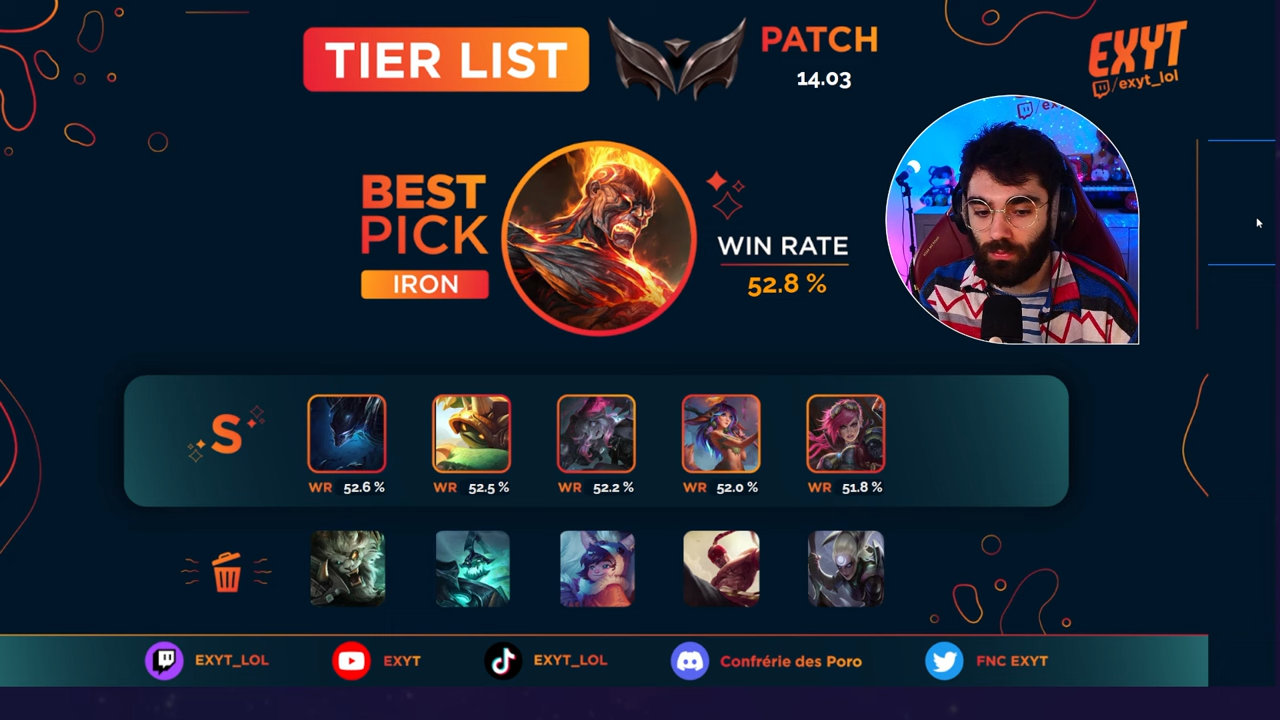 TIER LIST
PATCH
14.03
EXYT
/exyt_lol
BEST
PICK
IRON
WIN RATE
52.8 %
S
WR 52.6 %
WR 52.5 %
WR 52.2 %
WR 52.0 %
WR 51.8 %
EXYT_LOL
EXYT
EXYT_LOL
Confrérie des Poro
FNC EXYT